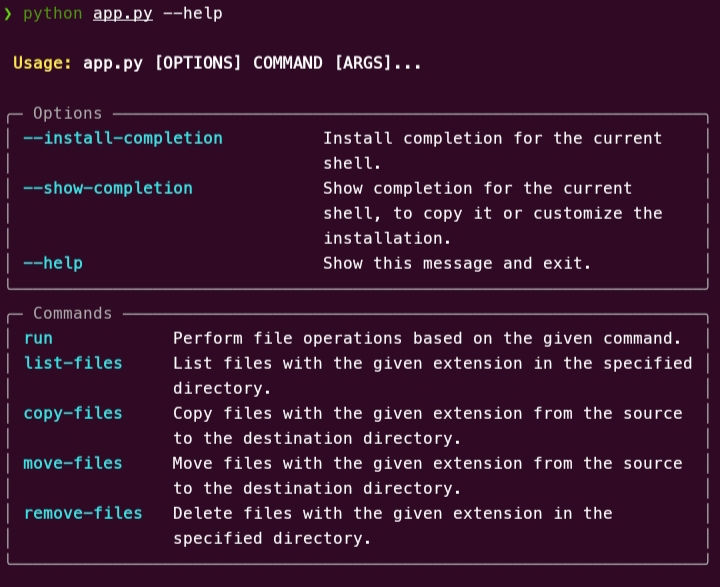 ❯ python app.py --help
Usage: app.py [OPTIONS] COMMAND [ARGS]...
Options
--install-completion Install completion for the current
shell.
--show-completion Show completion for the current
shell, to copy it or customize the
installation.
--help Show this message and exit.
Commands
run Perform file operations based on the given command.
list-files List files with the given extension in the specified
directory.
copy-files Copy files with the given extension from the source
to the destination directory.
move-files Move files with the given extension from the source
to the destination directory.
remove-files Delete files with the given extension in the
specified directory.